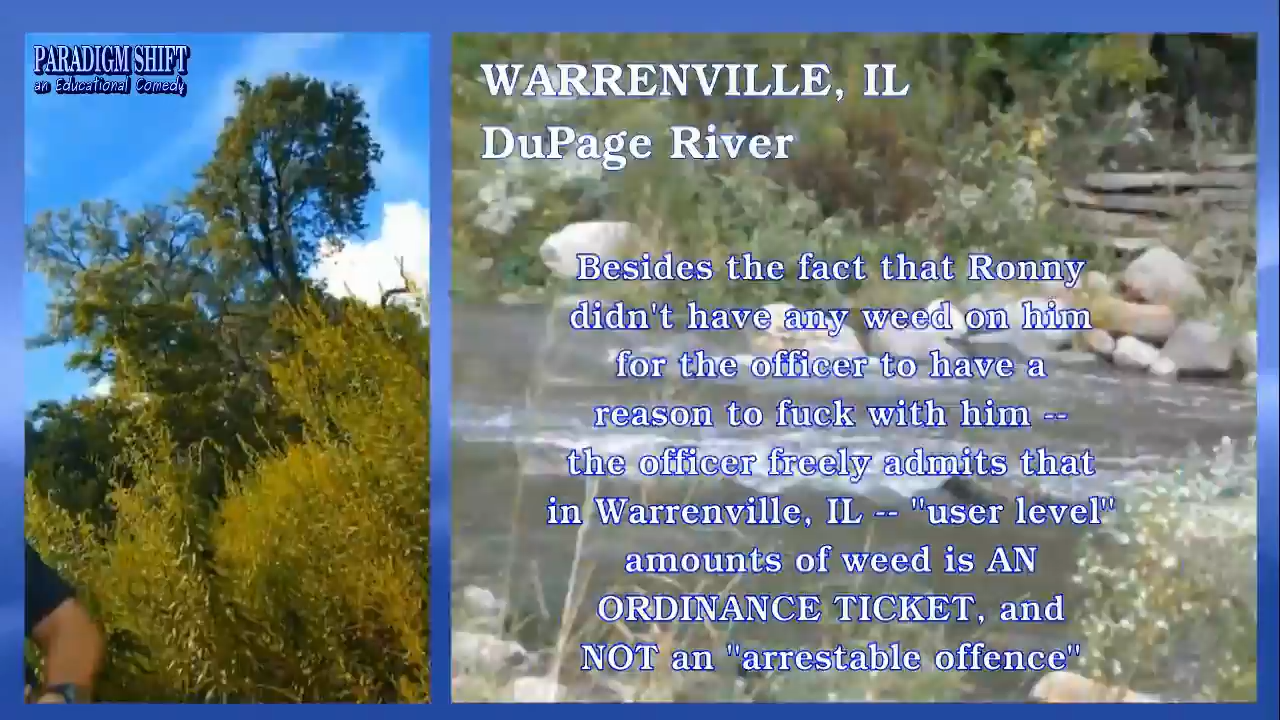 PARADIGM SHIFT
an Educational Comedy
WARRENVILLE, IL
DuPage River
Besides the fact that Ronny
didn't have any weed on him
for the officer to have a
reason to fuck with him --
the officer freely admits that
in Warrenville, IL -- "user level"
amounts of weed is AN
ORDINANCE TICKET, and
NOT an "arrestable offence"